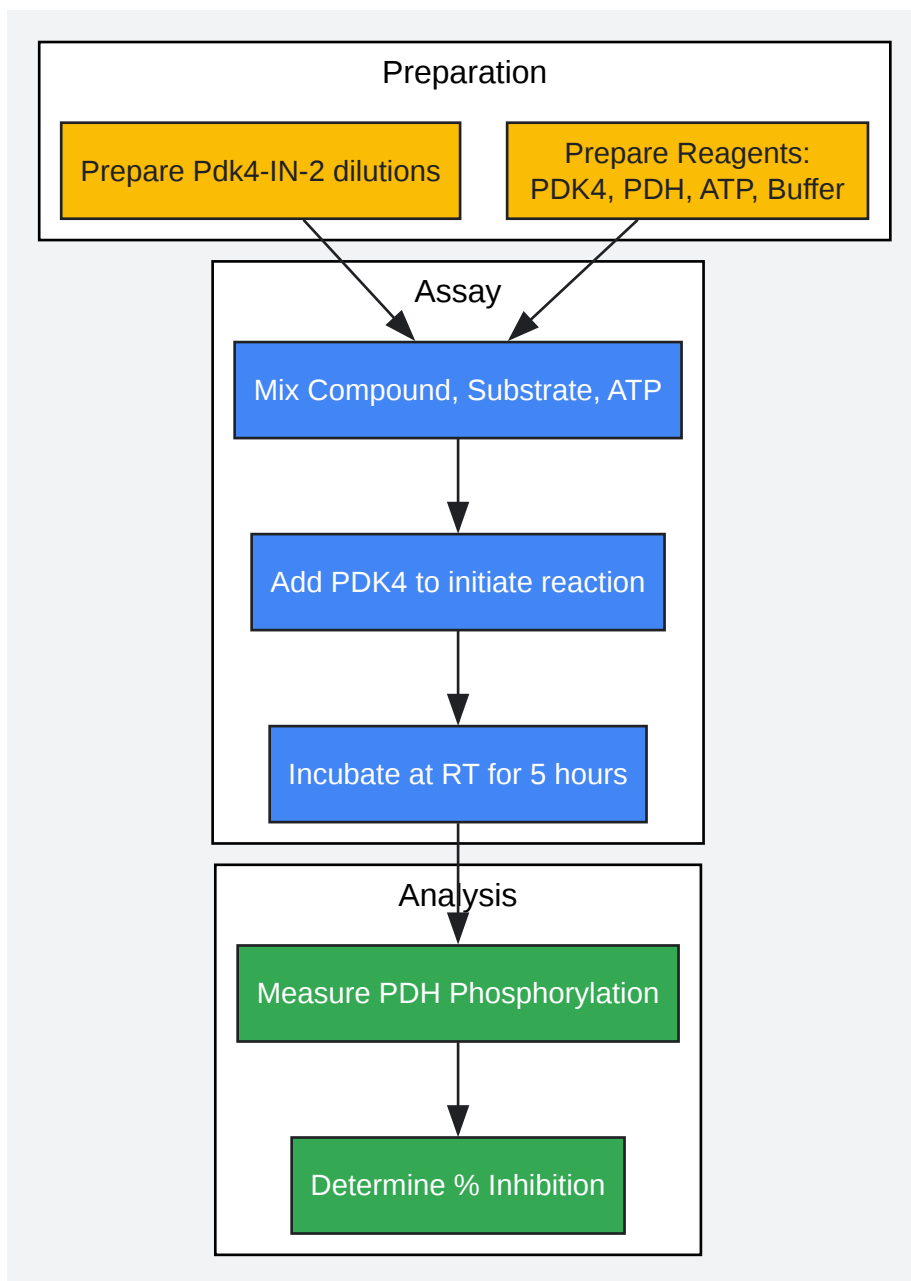 Preparation
Prepare Pdk4-IN-2 dilutions
Prepare Reagents:
PDK4, PDH, ATP, Buffer
Assay
Mix Compound, Substrate, ATP
Add PDK4 to initiate reaction
Incubate at RT for 5 hours
Analysis
Measure PDH Phosphorylation
Determine % Inhibition